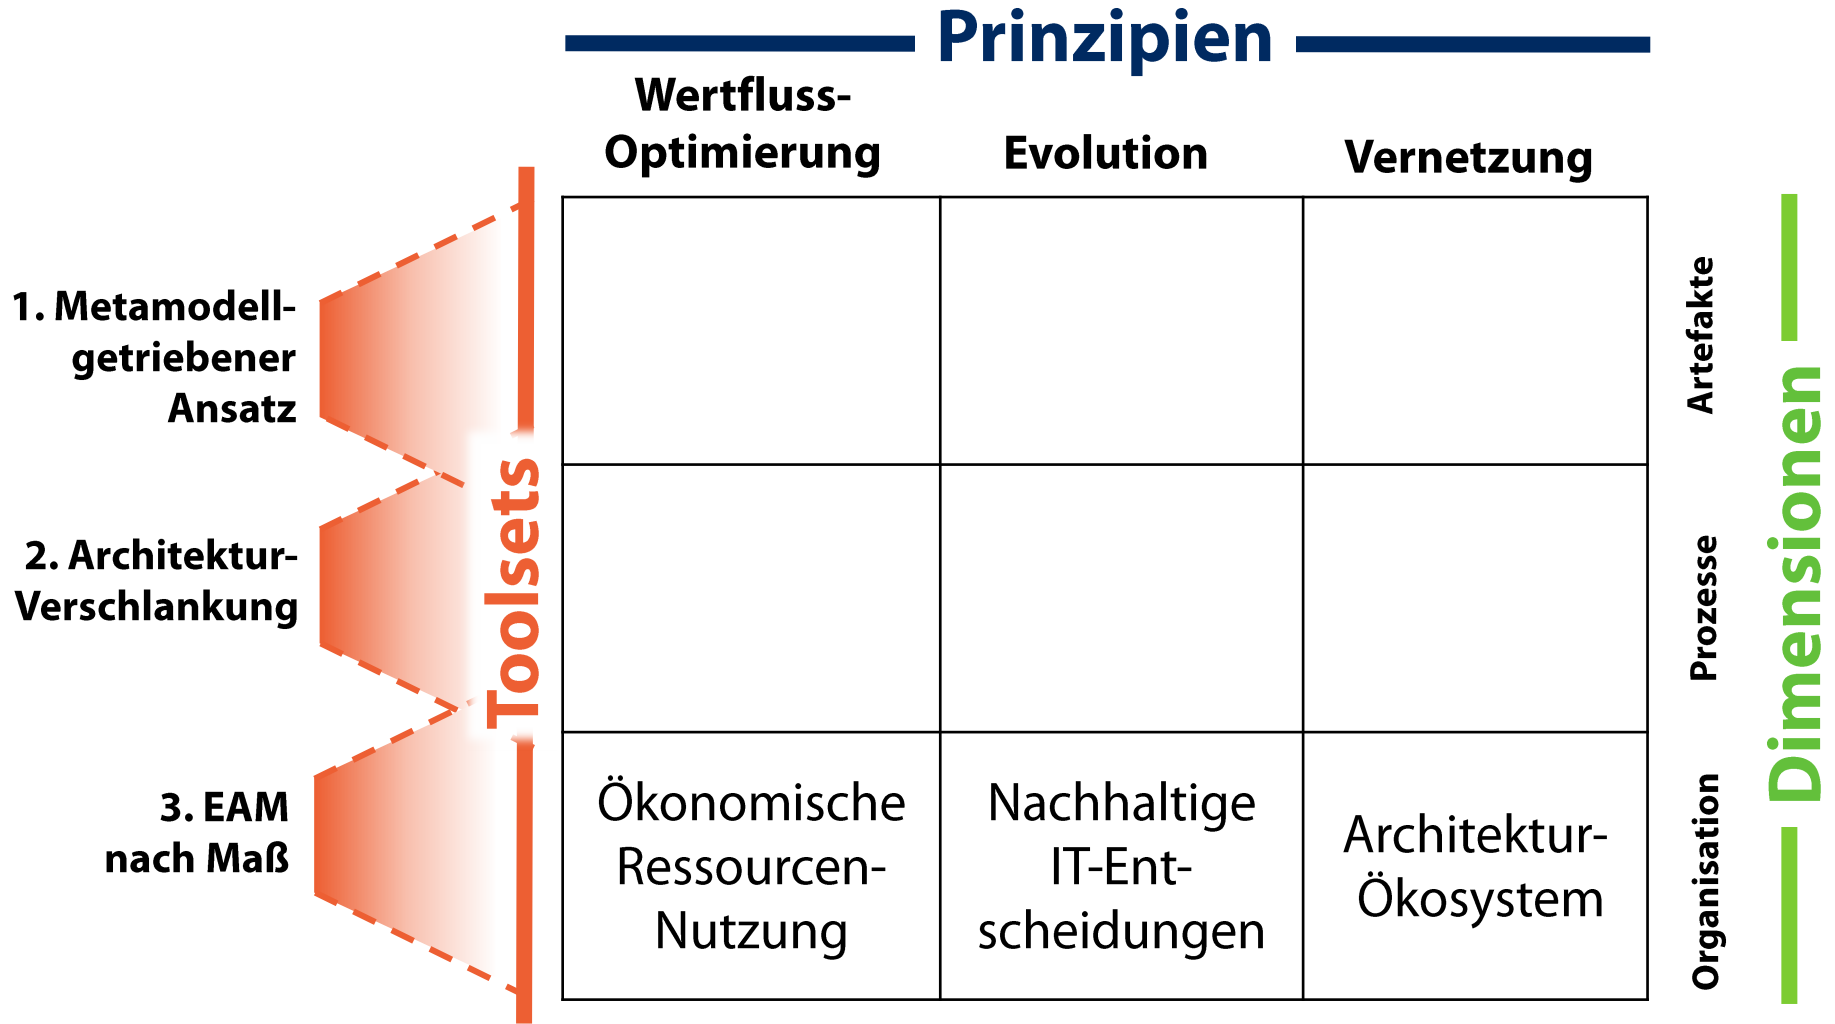 Prinzipien
Wertfluss-
Optimierung
Evolution
Vernetzung
1. Metamodell-
getriebener
Ansatz
2. Architektur-
Verschlankung
3. EAM
nach Maß
Toolsets
Ökonomische
Ressourcen-
Nutzung
Nachhaltige
IT-Ent-
scheidungen
Architektur-
Ökosystem
Artefakte
Prozesse
Organisation
Dimensionen